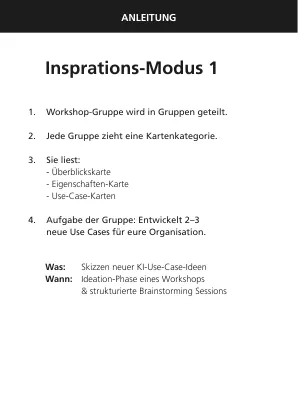 ANLEITUNG
Insprations-Modus 1
1. Workshop-Gruppe wird in Gruppen geteilt.
2. Jede Gruppe zieht eine Kartenkategorie.
3. Sie liest:
- Überblickskarte
- Eigenschaften-Karte
- Use-Case-Karten
4. Aufgabe der Gruppe: Entwickelt 2–3
neue Use Cases für eure Organisation.
Was: Skizzen neuer KI-Use-Case-Ideen
Wann: Ideation-Phase eines Workshops
& strukturierte Brainstorming Sessions